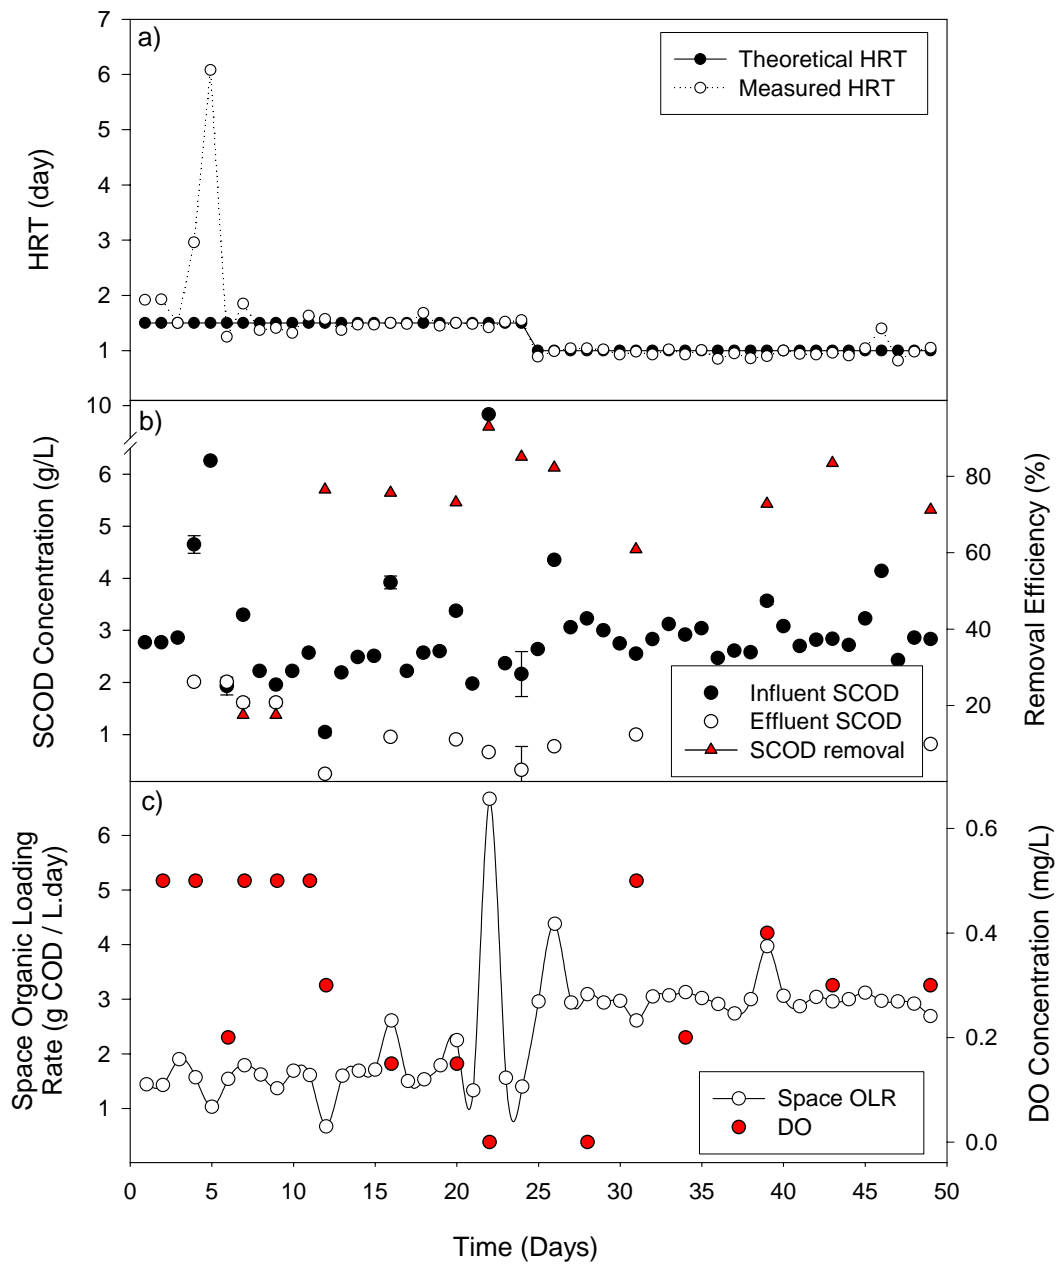 7
6
5
4
3
2
1
HRT (day)
a)
Theoretical HRT
Measured HRT
10
6
5
4
3
2
1
SCOD Concentration (g/L)
b)
80
60
40
20
Removal Efficiency (%)
Influent SCOD
Effluent SCOD
SCOD removal
6
5
4
3
2
1
Space Organic Loading
Rate (g COD / L.day)
c)
0.6
0.4
0.2
0.0
DO Concentration (mg/L)
Space OLR
DO
0 5 10 15 20 25 30 35 40 45 50
Time (Days)